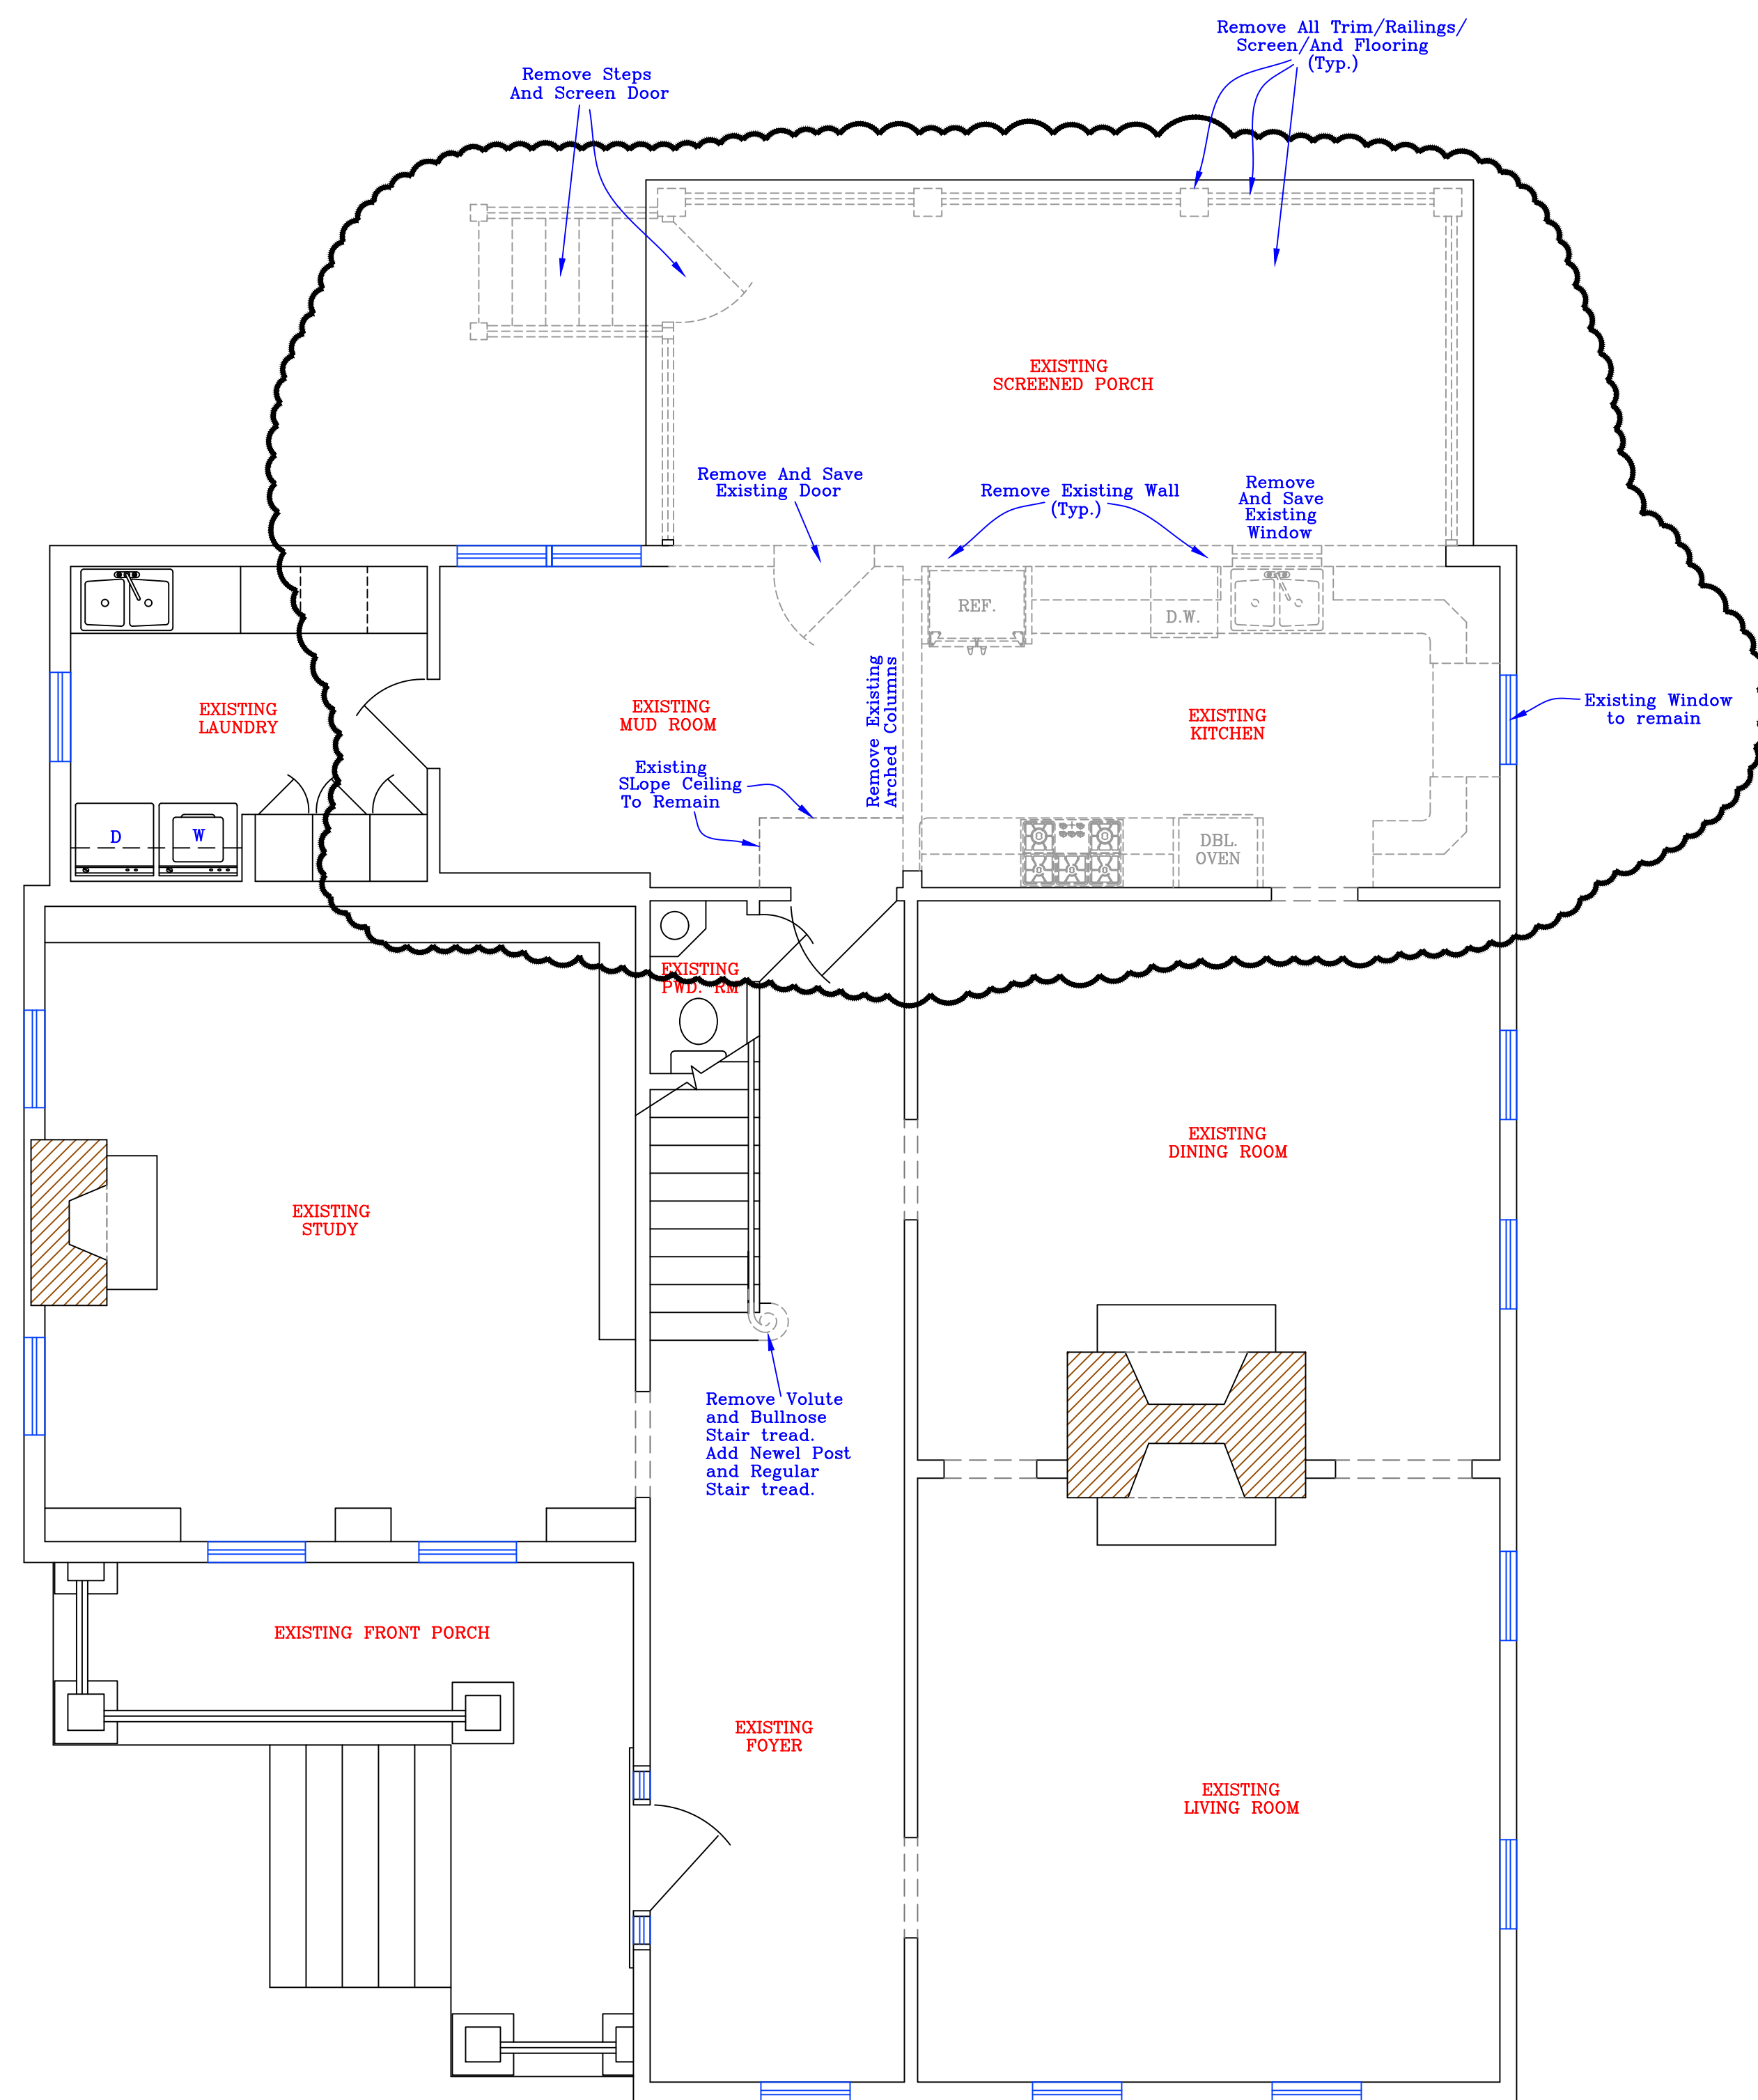 Remove All Trim/Railings/
Screen/And Flooring
(Typ.)
Remove Steps
And Screen Door
EXISTING
SCREENED PORCH
Remove And Save
Existing Door
Remove Existing Wall
(Typ.)
Remove
And Save
Existing
Window
REF.
D.W.
Remove Existing
Arched Columns
EXISTING
LAUNDRY
EXISTING
MUD ROOM
EXISTING
KITCHEN
Existing Window
to remain
Existing
SLope Ceiling
To Remain
D
W
DBL.
OVEN
EXISTING
PWD. RM
EXISTING
DINING ROOM
EXISTING
STUDY
Remove Volute
and Bullnose
Stair tread.
Add Newel Post
and Regular
Stair tread.
EXISTING FRONT PORCH
EXISTING
FOYER
EXISTING
LIVING ROOM